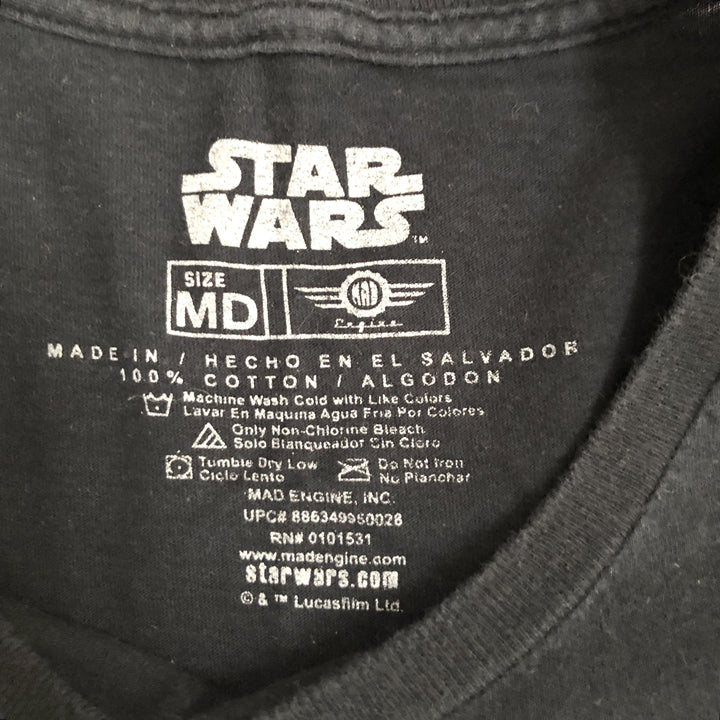 STAR
WARS™
SIZE
MD
MAD
Engine
MADE IN / HECHO EN EL SALVADOR
100% COTTON / ALGODON
Machine Wash Cold with Like Colors
Lavar En Maquina Agua Fria Por Colores
Only Non-Chlorine Bleach
Solo Blanqueador Sin Cloro
Tumble Dry Low
Ciclo Lento
Do Not Iron
No Planchar
MAD ENGINE, INC.
UPC# 886349950028
RN# 0101531
www.madengine.com
starwars.com
© & ™ Lucasfilm Ltd.